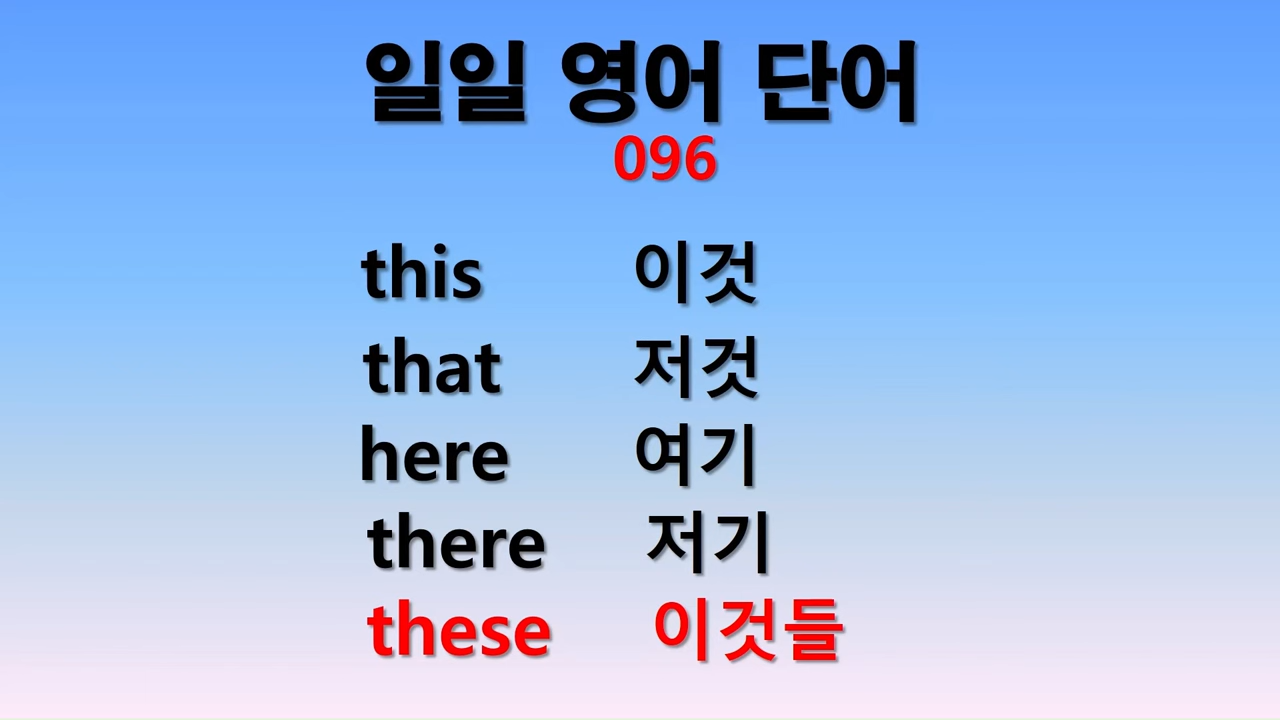 일일 영어 단어
096
this 이것
that 저것
here 여기
there 저기
these 이것들